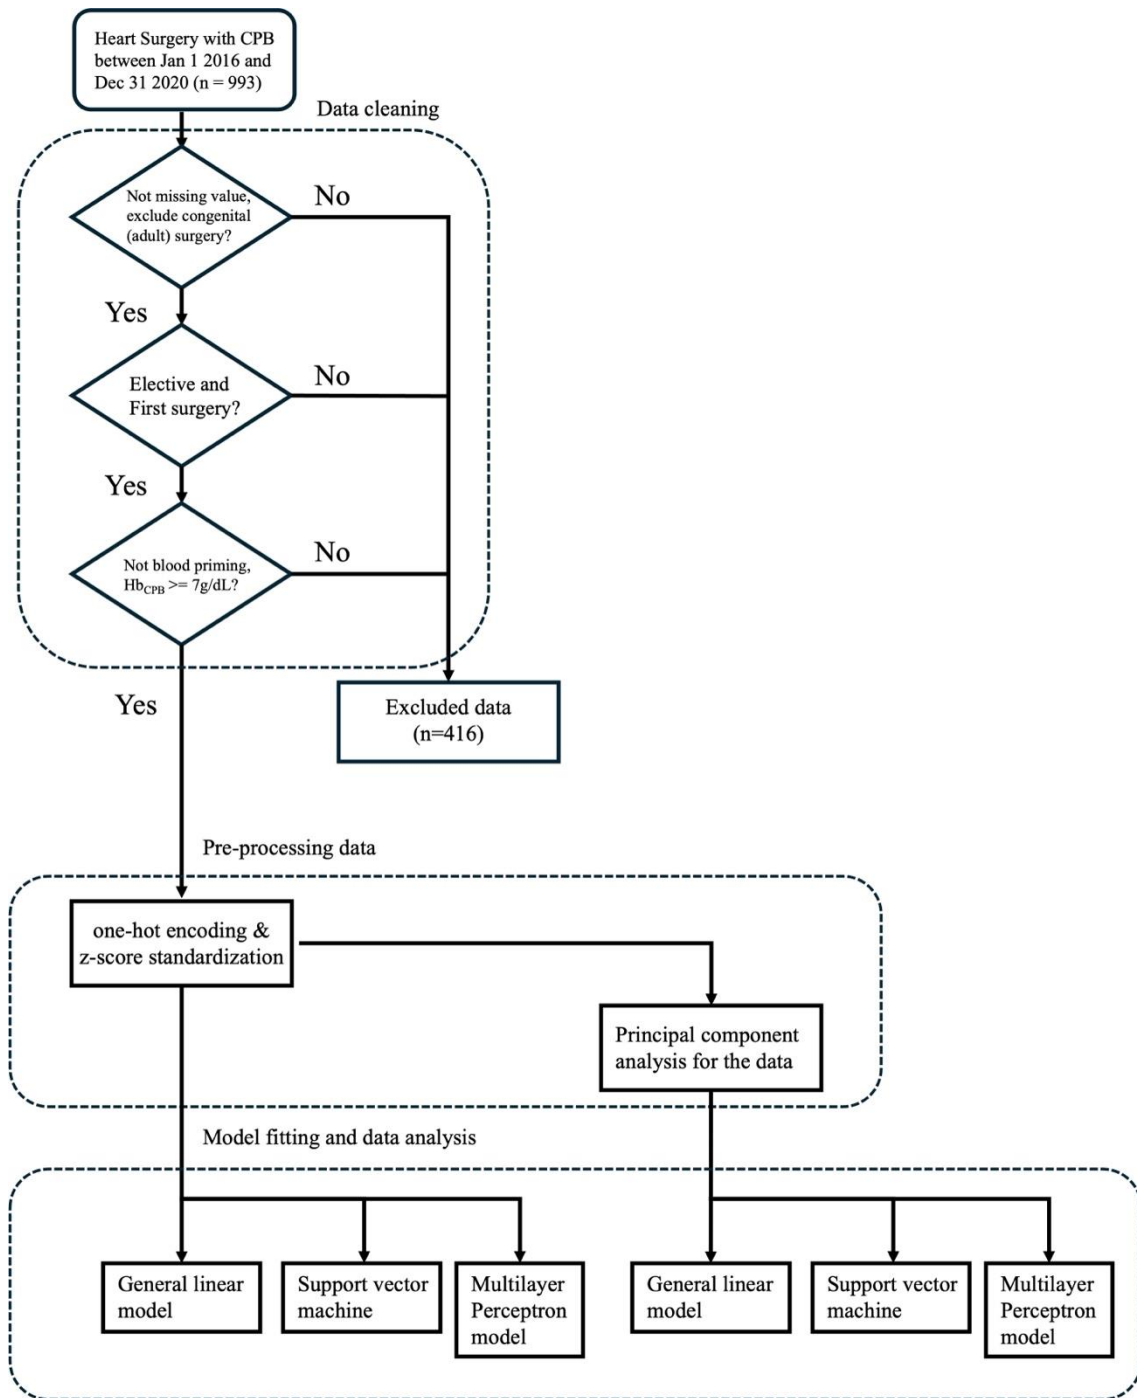 Heart Surgery with CPB
between Jan 1 2016 and
Dec 31 2020 (n = 993)
Data cleaning
Not missing value,
exclude congenital
(adult) surgery?
No
Yes
Elective and
First surgery?
No
Yes
Not blood priming,
HbCPB >= 7g/dL?
No
Yes
Excluded data
(n=416)
Pre-processing data
one-hot encoding &
z-score standardization
Principal component
analysis for the data
Model fitting and data analysis
General linear
model
Support vector
machine
Multilayer
Perceptron
model
General linear
model
Support vector
machine
Multilayer
Perceptron
model